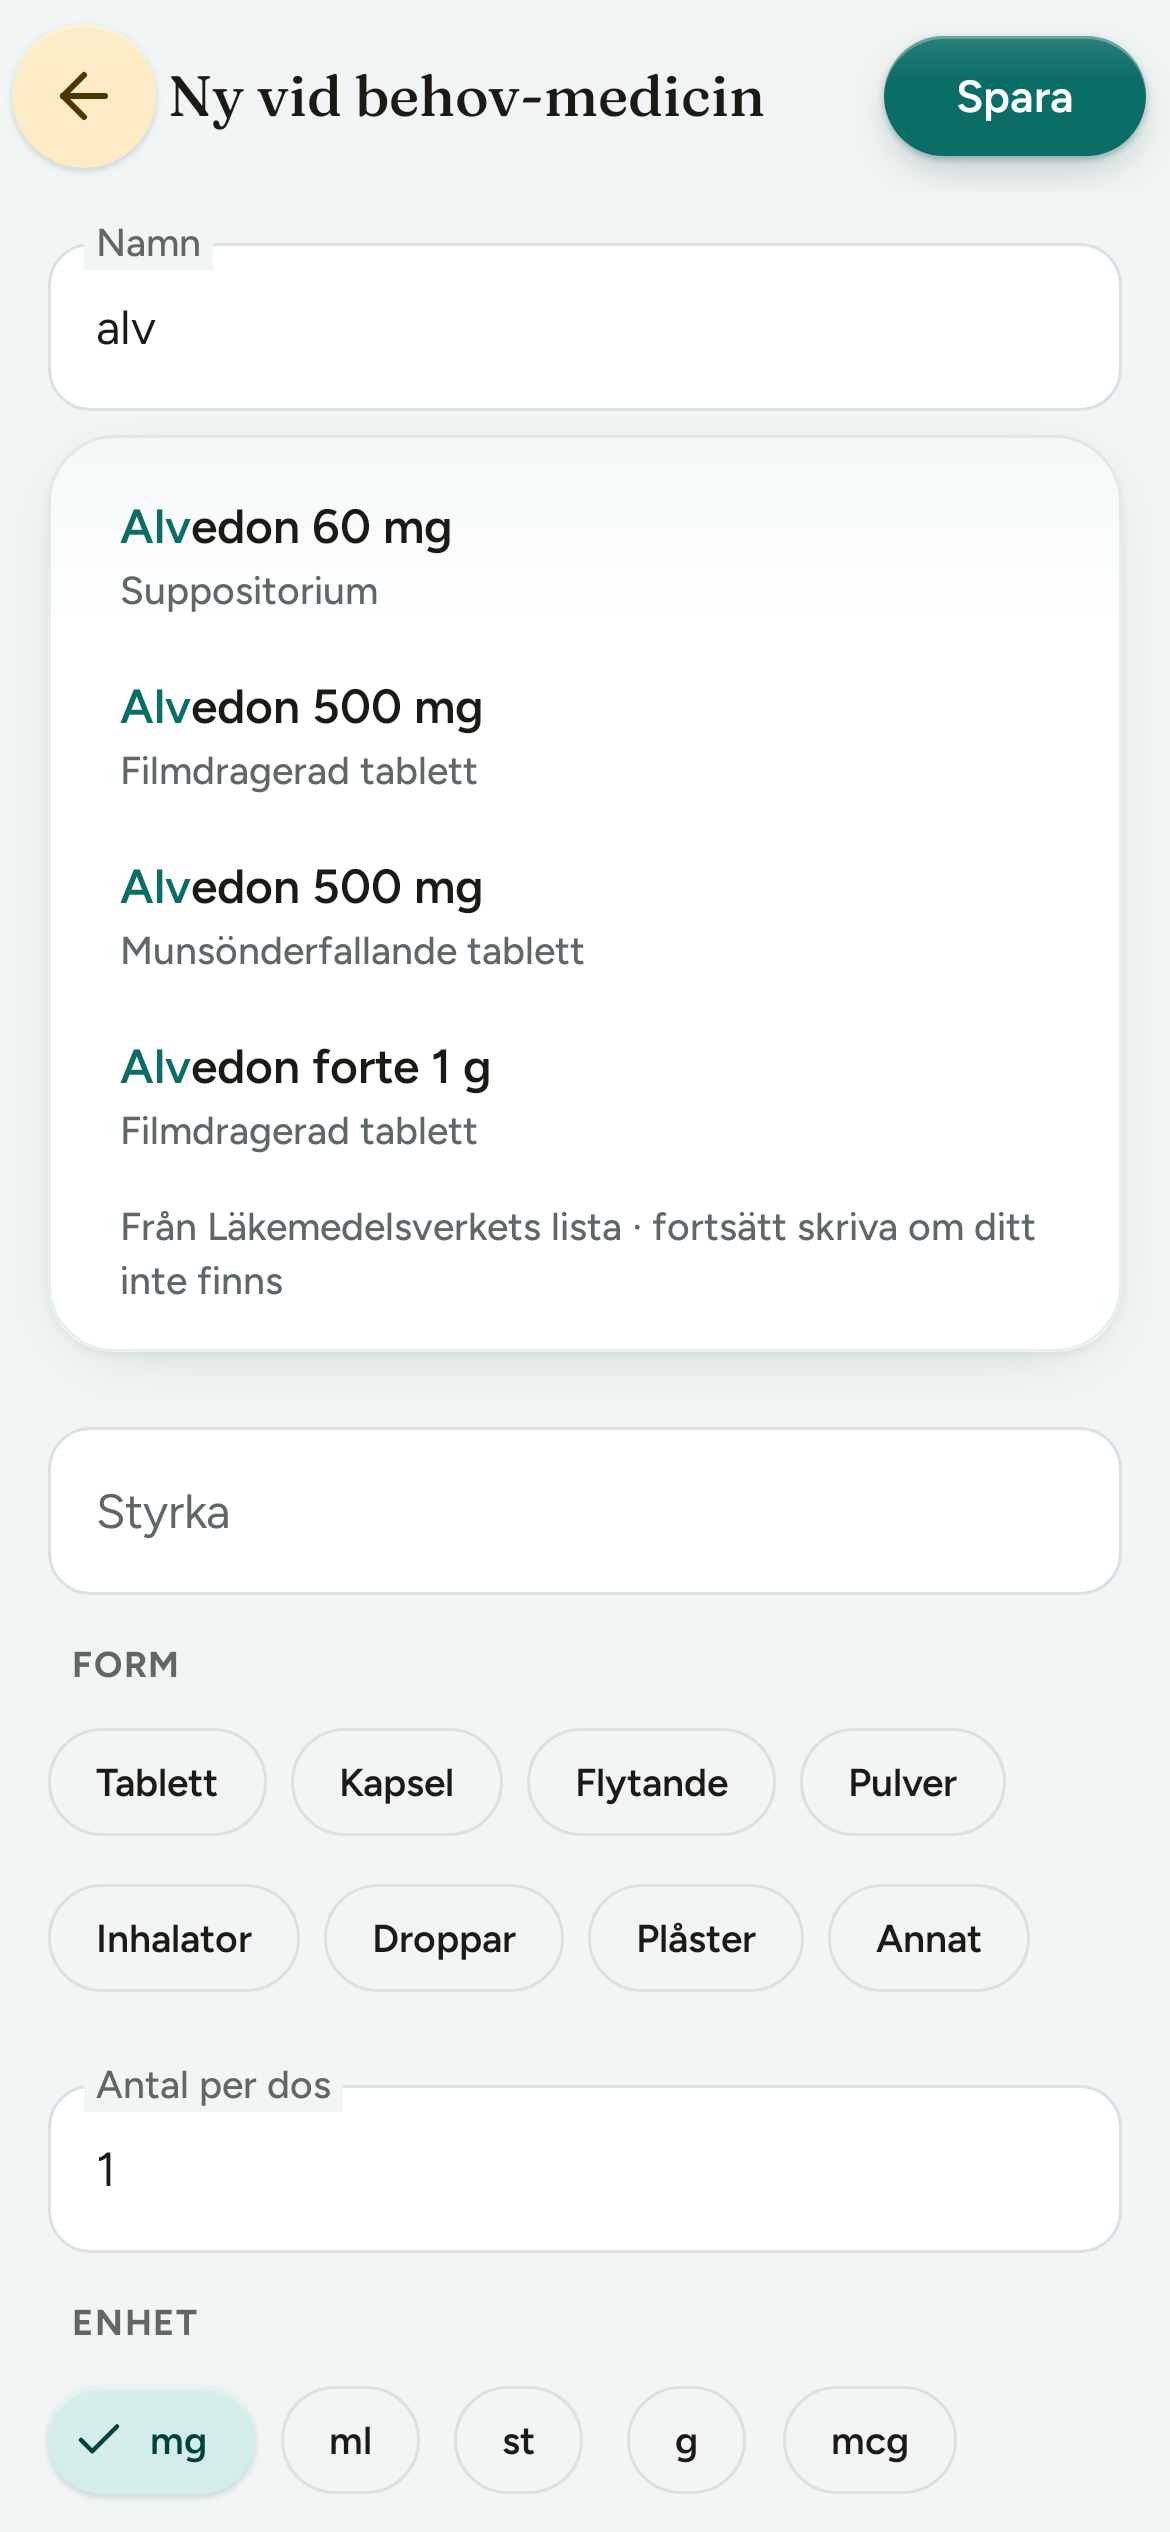 Ny vid behov-medicin
Spara
Namn
alv
Alvedon 60 mg
Suppositorium
Alvedon 500 mg
Filmdragerad tablett
Alvedon 500 mg
Munsönderfallande tablett
Alvedon forte 1 g
Filmdragerad tablett
Från Läkemedelsverkets lista · fortsätt skriva om ditt
inte finns
Styrka
FORM
Tablett Kapsel Flytande Pulver
Inhalator Droppar Plåster Annat
Antal per dos
1
ENHET
mg ml st g mcg